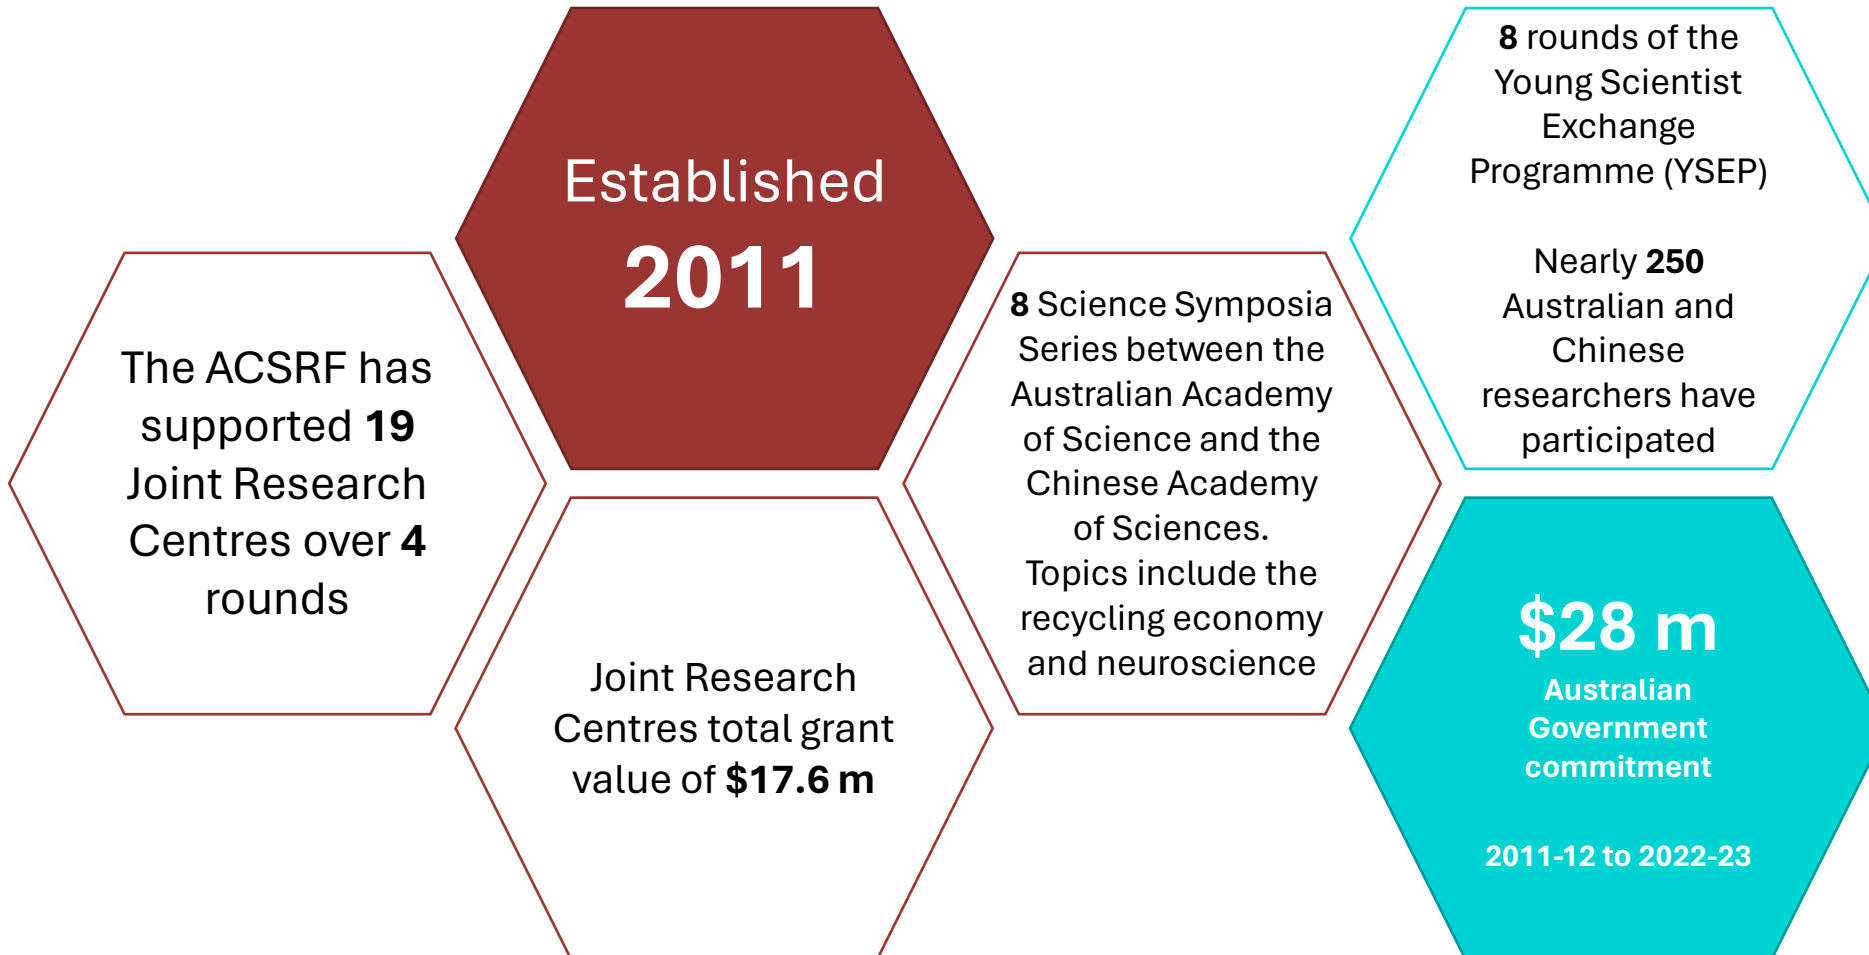 Established
2011
The ACSRF has
supported 19
Joint Research
Centres over 4
rounds
Joint Research
Centres total grant
value of $17.6 m
8 Science Symposia
Series between the
Australian Academy
of Science and the
Chinese Academy
of Sciences.
Topics include the
recycling economy
and neuroscience
8 rounds of the
Young Scientist
Exchange
Programme (YSEP)
Nearly 250
Australian and
Chinese
researchers have
participated
$28 m
Australian
Government
commitment
2011-12 to 2022-23